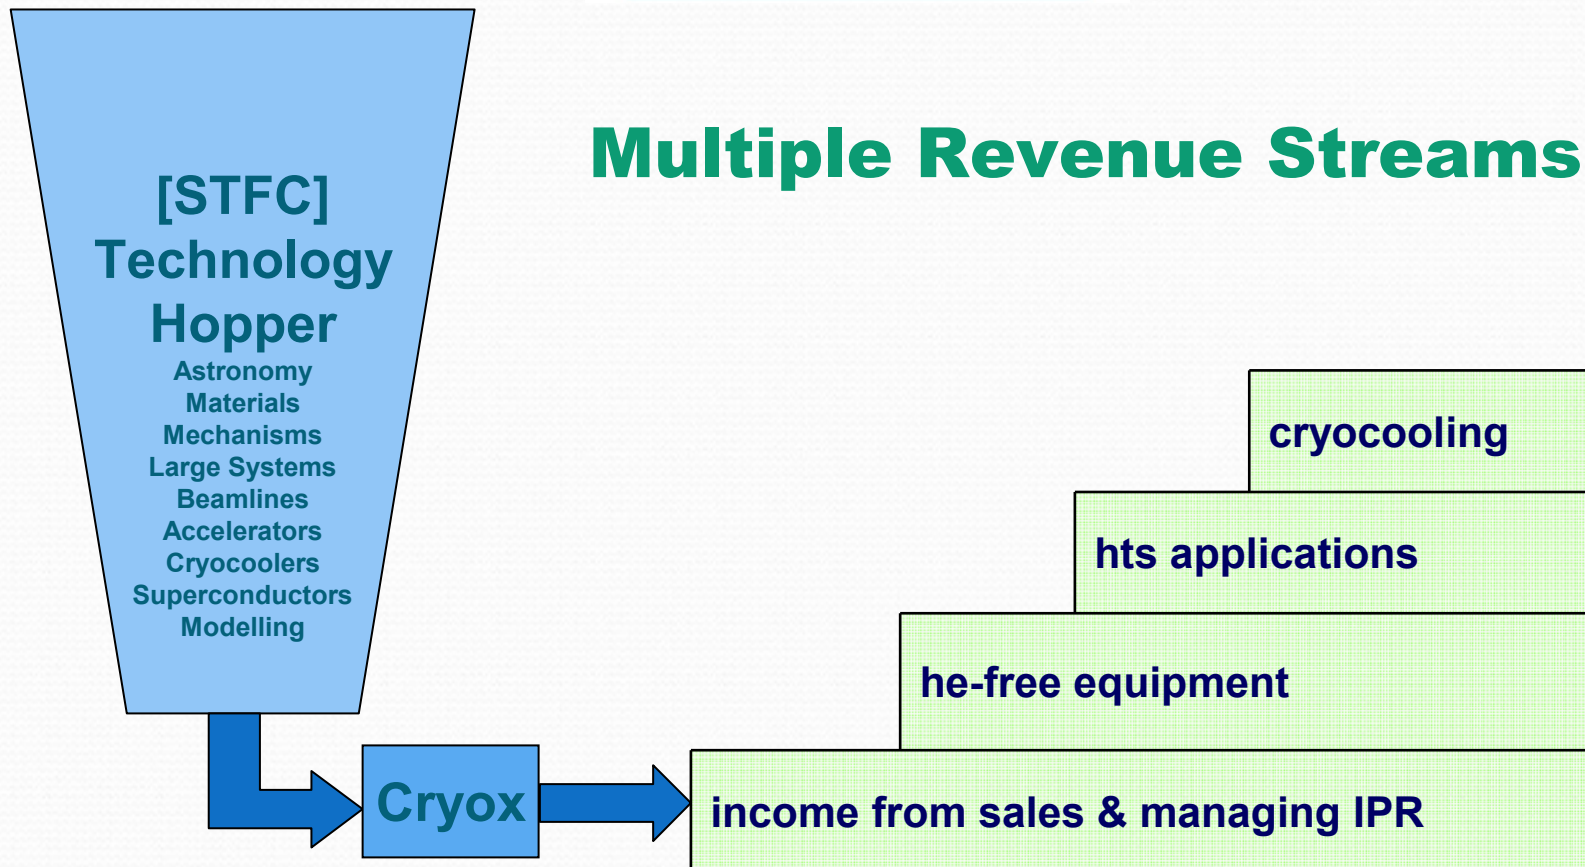 Multiple Revenue Streams
[STFC]
Technology
Hopper
Astronomy
Materials
Mechanisms
Large Systems
Beamlines
Accelerators
Cryocoolers
Superconductors
Modelling
Cryox
cryocooling
hts applications
he-free equipment
income from sales & managing IPR